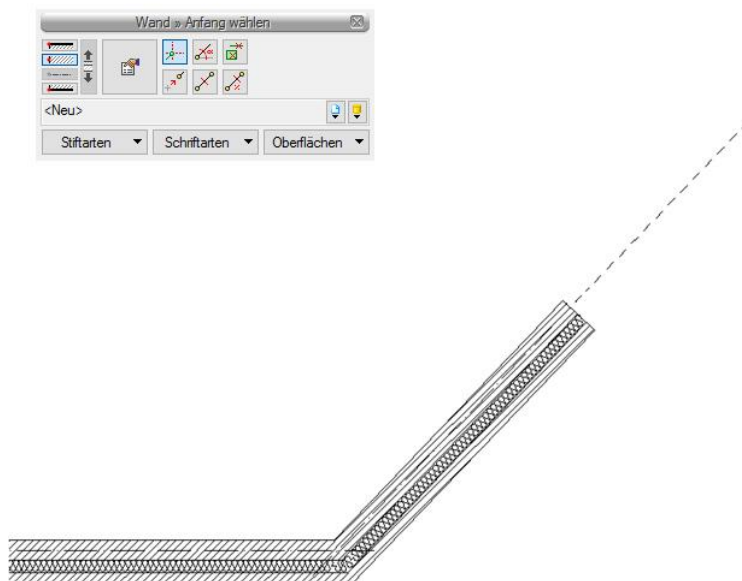 Wand » Anfang wählen
<Neu>
Stiftarten
Schriftarten
Oberflächen